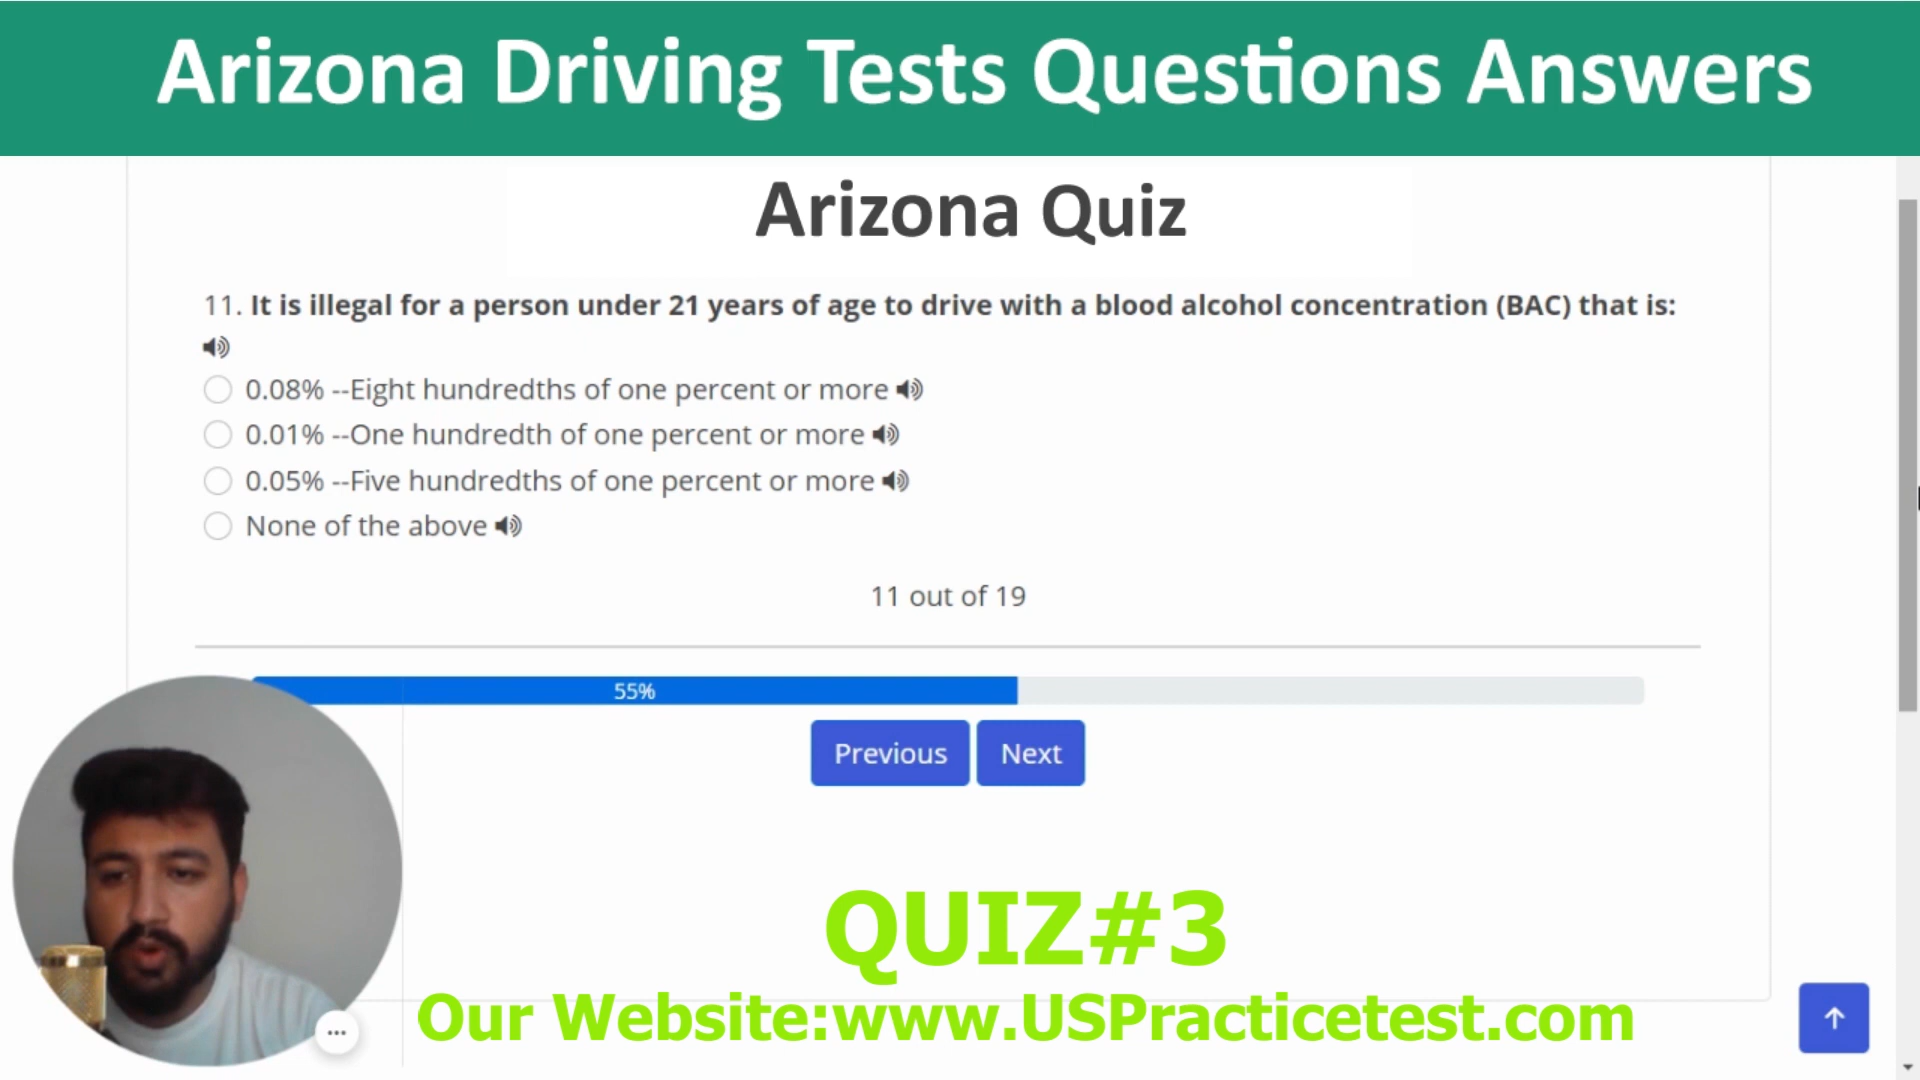 Arizona Driving Tests Questions Answers
Arizona Quiz
11. It is illegal for a person under 21 years of age to drive with a blood alcohol concentration (BAC) that is:
0.08% --Eight hundredths of one percent or more
0.01% --One hundredth of one percent or more
0.05% --Five hundredths of one percent or more
None of the above
11 out of 19
55%
Previous
Next
QUIZ#3
Our Website:www.USPracticetest.com